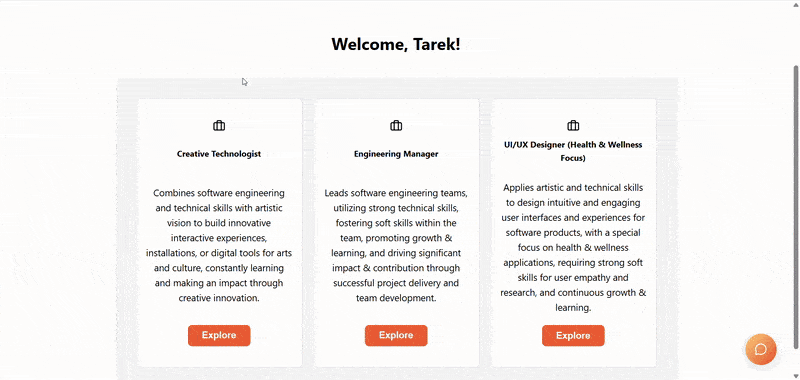 Welcome, Tarek!
Creative Technologist
Combines software engineering
and technical skills with artistic
vision to build innovative
interactive experiences,
installations, or digital tools for arts
and culture, constantly learning
and making an impact through
creative innovation.
Explore
Engineering Manager
Leads software engineering teams,
utilizing strong technical skills,
fostering soft skills within the
team, promoting growth &
learning, and driving significant
impact & contribution through
successful project delivery and
team development.
Explore
UI/UX Designer (Health & Wellness
Focus)
Applies artistic and technical skills
to design intuitive and engaging
user interfaces and experiences for
software products, with a special
focus on health & wellness
applications, requiring strong soft
skills for user empathy and
research, and continuous growth &
learning.
Explore